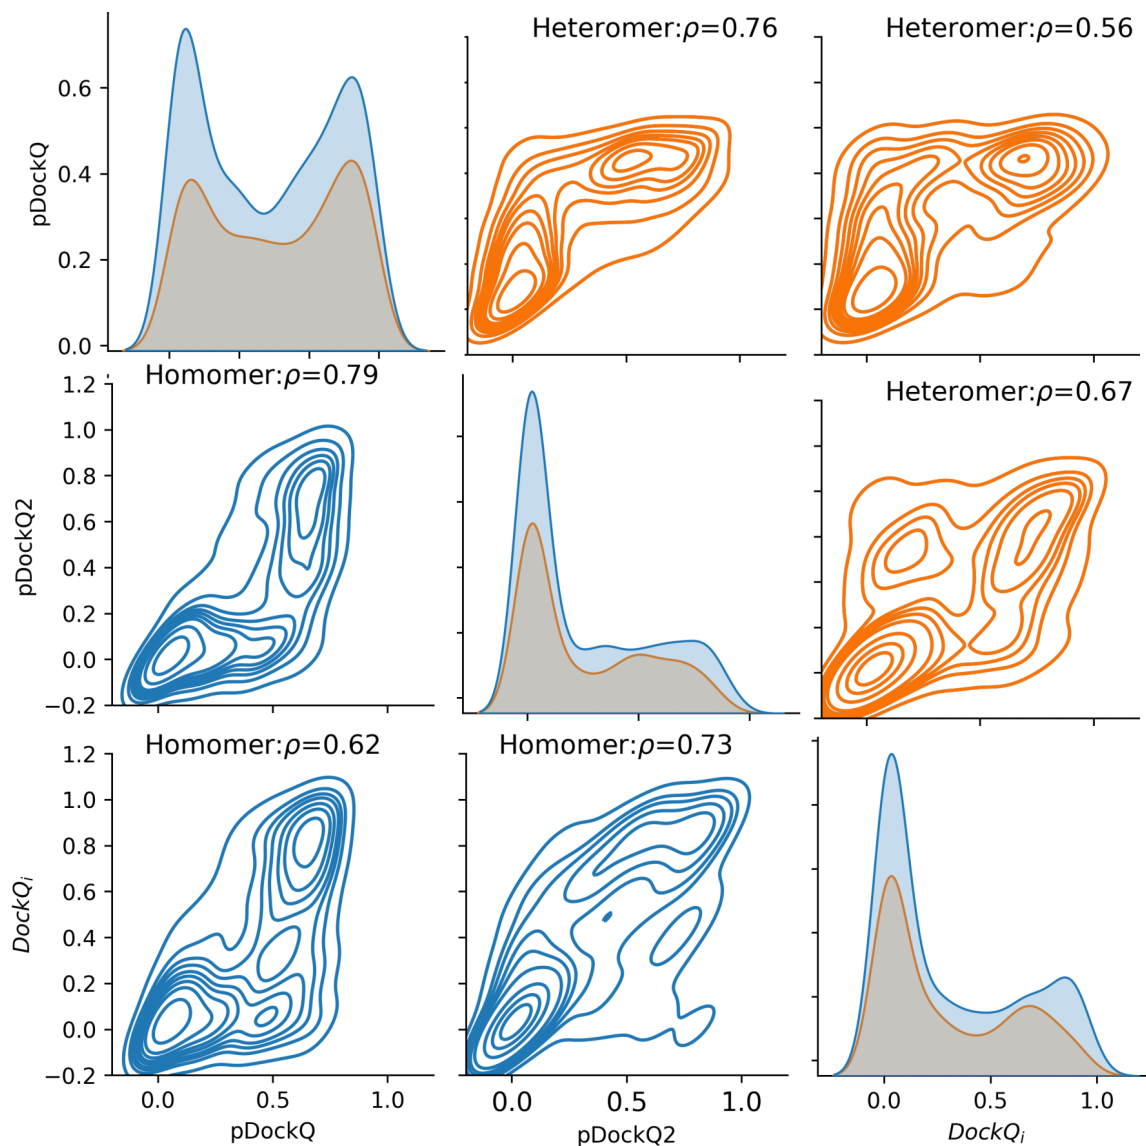 Heteromer:ρ=0.76
Heteromer:ρ=0.56
0.6
0.4
0.2
0.0
pDockQ
Homomer:ρ=0.79
Heteromer:ρ=0.67
1.2
1.0
0.8
0.6
0.4
0.2
0.0
−0.2
pDockQ2
Homomer:ρ=0.62
Homomer:ρ=0.73
1.2
1.0
0.8
0.6
0.4
0.2
0.0
−0.2
DockQi
0.0 0.5 1.0
pDockQ
0.0 0.5 1.0
pDockQ2
0.0 0.5 1.0
DockQi